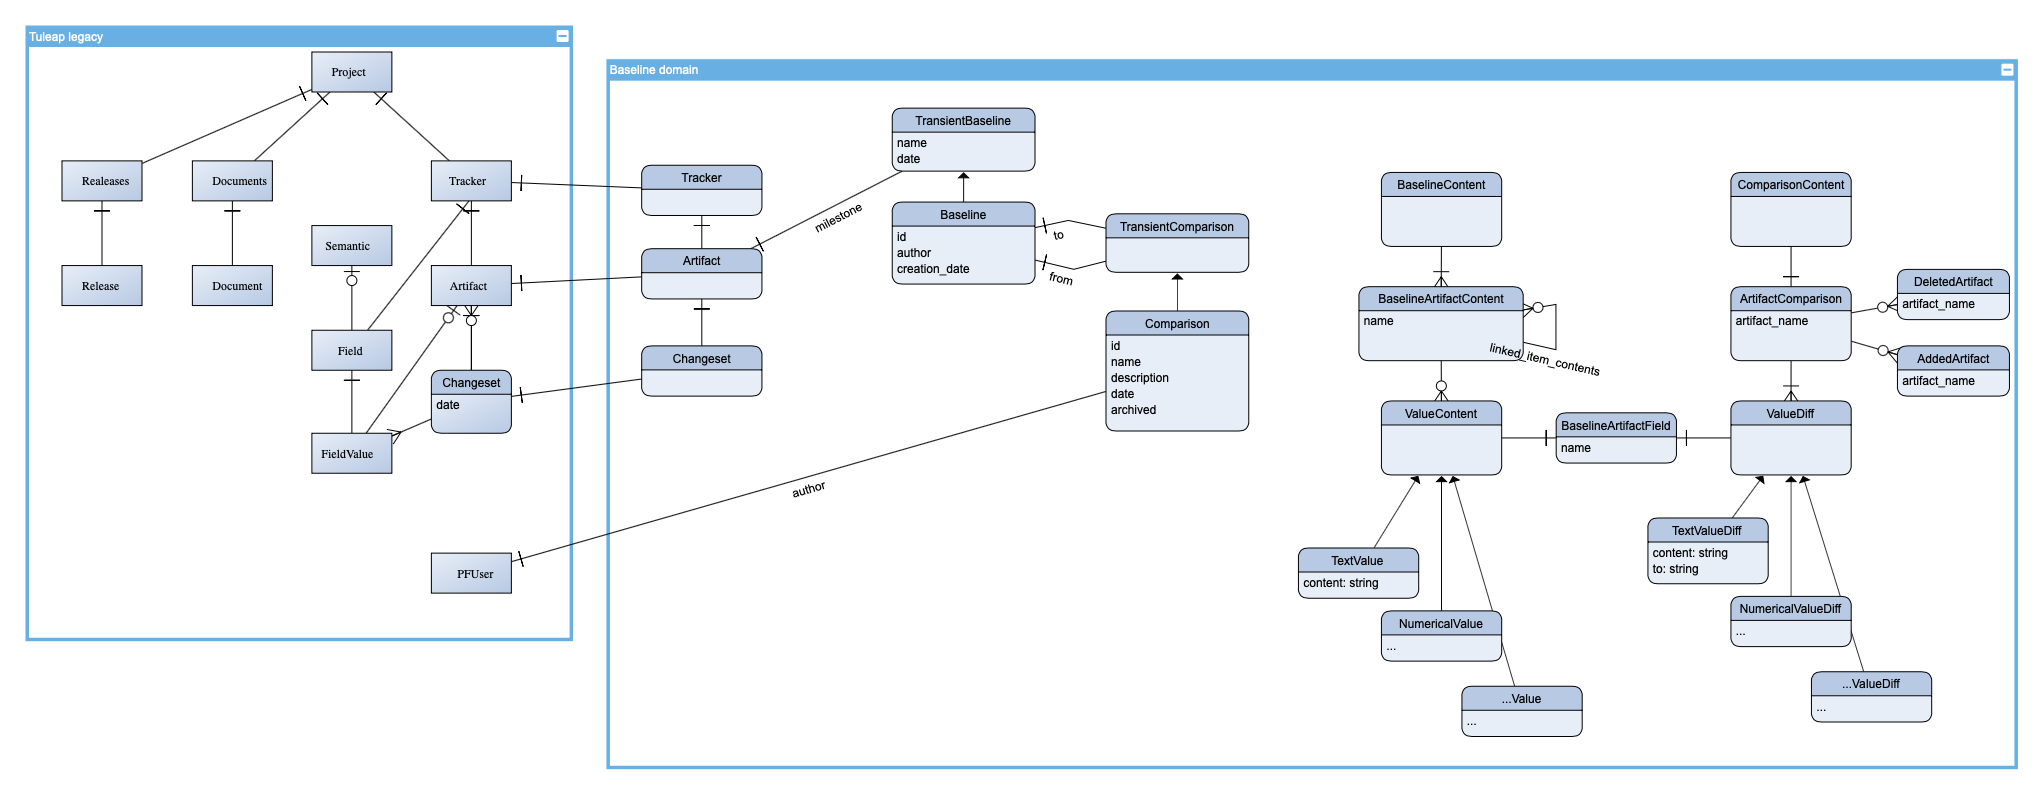 Tuleap legacy
Project
Realeases
Documents
Tracker
Semantic
Release
Document
Artifact
Field
Changeset
date
FieldValue
PFUser
Baseline domain
TransientBaseline
name
date
Tracker
milestone
Baseline
id
author
creation_date
to
from
TransientComparison
Artifact
Changeset
Comparison
id
name
description
date
archived
author
BaselineContent
BaselineArtifactContent
name
linked_item_contents
ValueContent
BaselineArtifactField
name
TextValue
content: string
NumericalValue
...
...Value
...
ComparisonContent
ArtifactComparison
artifact_name
DeletedArtifact
artifact_name
AddedArtifact
artifact_name
ValueDiff
TextValueDiff
content: string
to: string
NumericalValueDiff
...
...ValueDiff
...